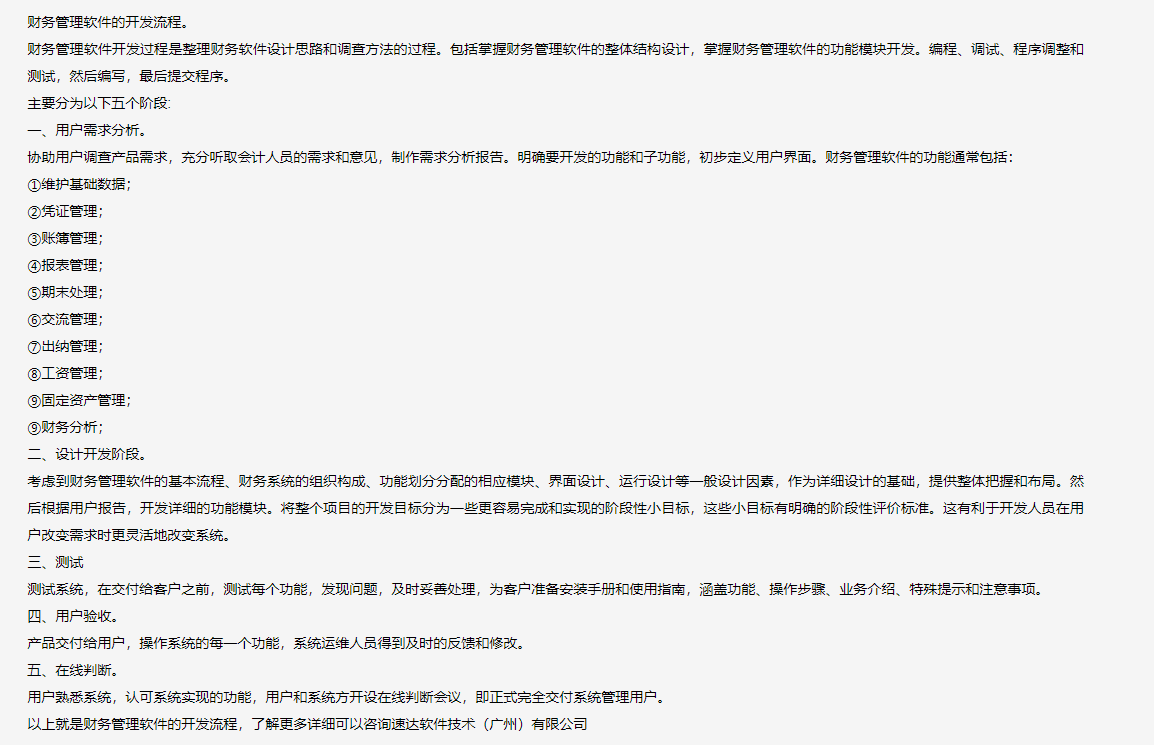 财务管理软件的开发流程。
财务管理软件开发过程是整理财务软件设计思路和调查方法的过程。包括掌握财务管理软件的整体结构设计，掌握财务管理软件的功能模块开发。编程、调试、程序调整和
测试，然后编写，最后提交程序。
主要分为以下五个阶段:
一、用户需求分析。
协助用户调查产品需求，充分听取会计人员的需求和意见，制作需求分析报告。明确要开发的功能和子功能，初步定义用户界面。财务管理软件的功能通常包括：
①维护基础数据；
②凭证管理；
③账簿管理；
④报表管理；
⑤期末处理；
⑥交流管理；
⑦出纳管理；
⑧工资管理；
⑨固定资产管理；
⑨财务分析；
二、设计开发阶段。
考虑到财务管理软件的基本流程、财务系统的组织构成、功能划分分配的相应模块、界面设计、运行设计等一般设计因素，作为详细设计的基础，提供整体把握和布局。然
后根据用户报告，开发详细的功能模块。将整个项目的开发目标分为一些更容易完成和实现的阶段性小目标，这些小目标有明确的阶段性评价标准。这有利于开发人员在用
户改变需求时更灵活地改变系统。
三、测试
测试系统，在交付给客户之前，测试每个功能，发现问题，及时妥善处理，为客户准备安装手册和使用指南，涵盖功能、操作步骤、业务介绍、特殊提示和注意事项。
四、用户验收。
产品交付给用户，操作系统的每一个功能，系统运维人员得到及时的反馈和修改。
五、在线判断。
用户熟悉系统，认可系统实现的功能，用户和系统方开设在线判断会议，即正式完全交付系统管理用户。
以上就是财务管理软件的开发流程，了解更多详细可以咨询速达软件技术（广州）有限公司